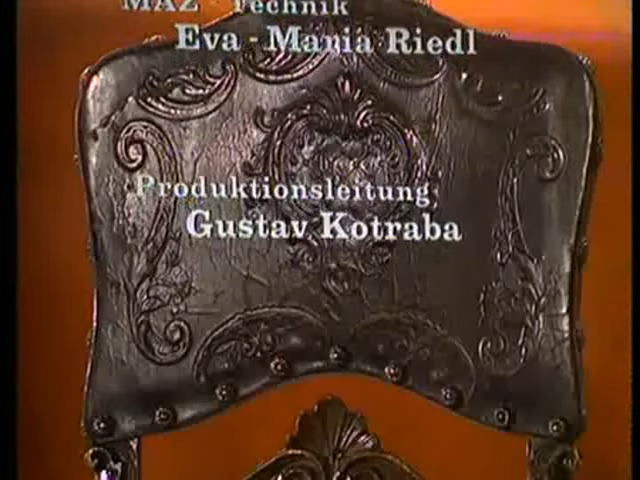 MAZ - Technik
Eva - Maria Riedl
Produktionsleitung
Gustav Kotraba